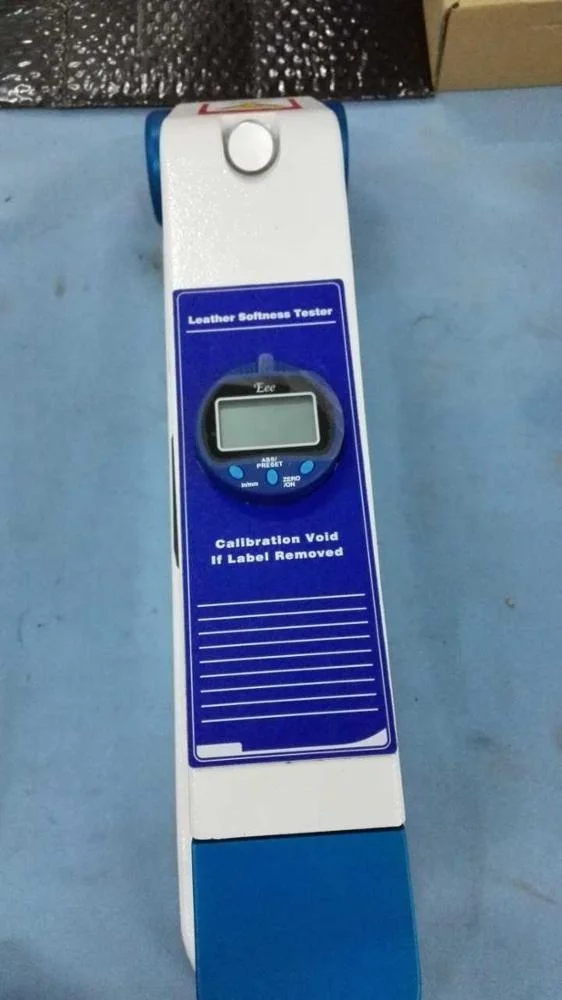 Leather Softness Tester
Eee
ABS/
PRESET
in/mm
ZERO
/ON
Calibration Void
If Label Removed